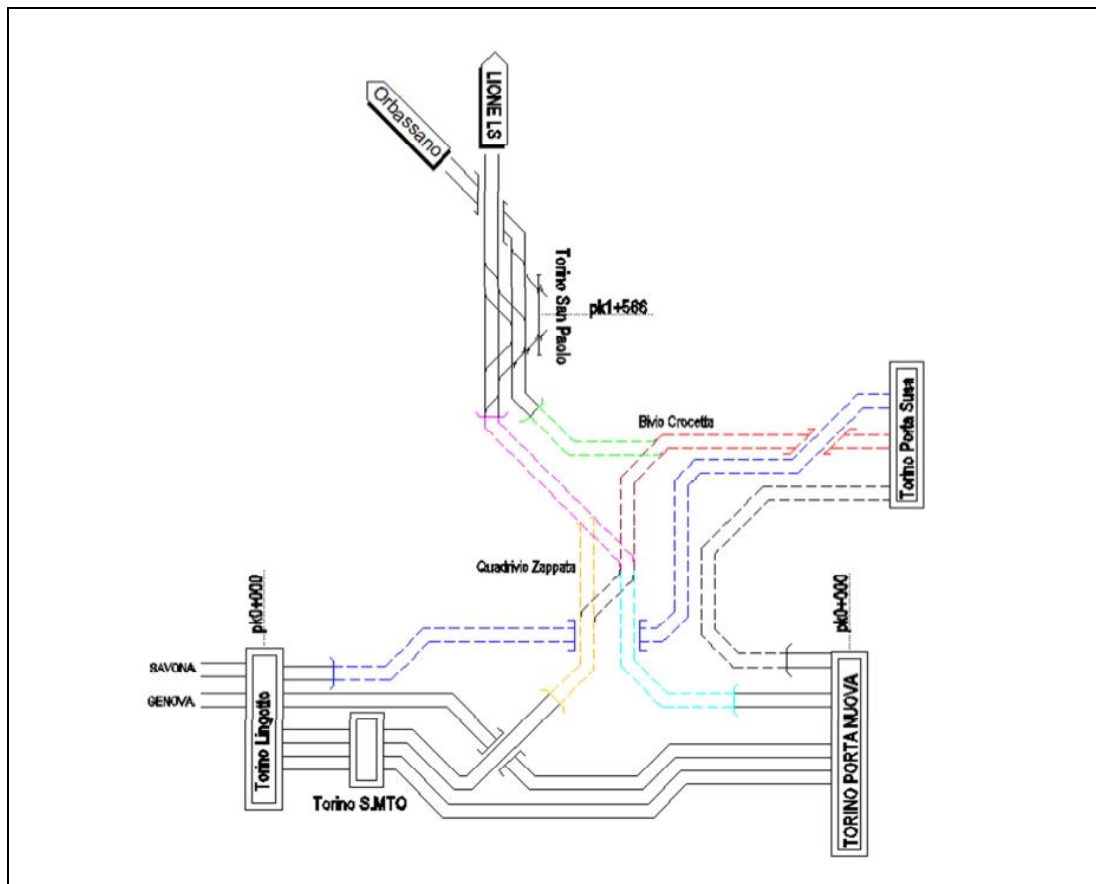 LIONE LS
Orbassano
Torino San Paolo
pk1+566
Bivio Crocetta
Torino Porta Susa
Quadrivio Zappata
pk0+000
pk0+000
SAVONA.
GENOVA.
Torino Lingotto
TORINO PORTA NUOVA
Torino S.MTO